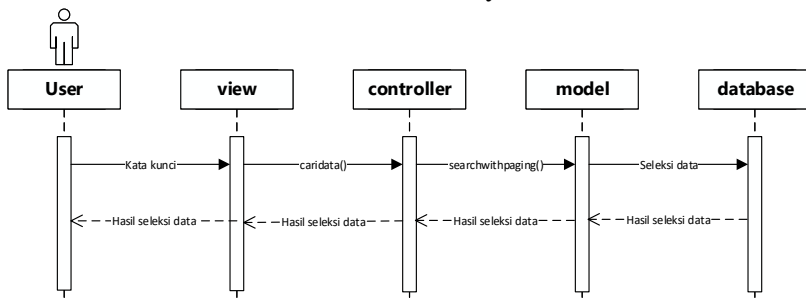 User
view
controller
model
database
Kata kunci
caridata()
searchwithpaging()
Seleksi data
Hasil seleksi data
Hasil seleksi data
Hasil seleksi data
Hasil seleksi data